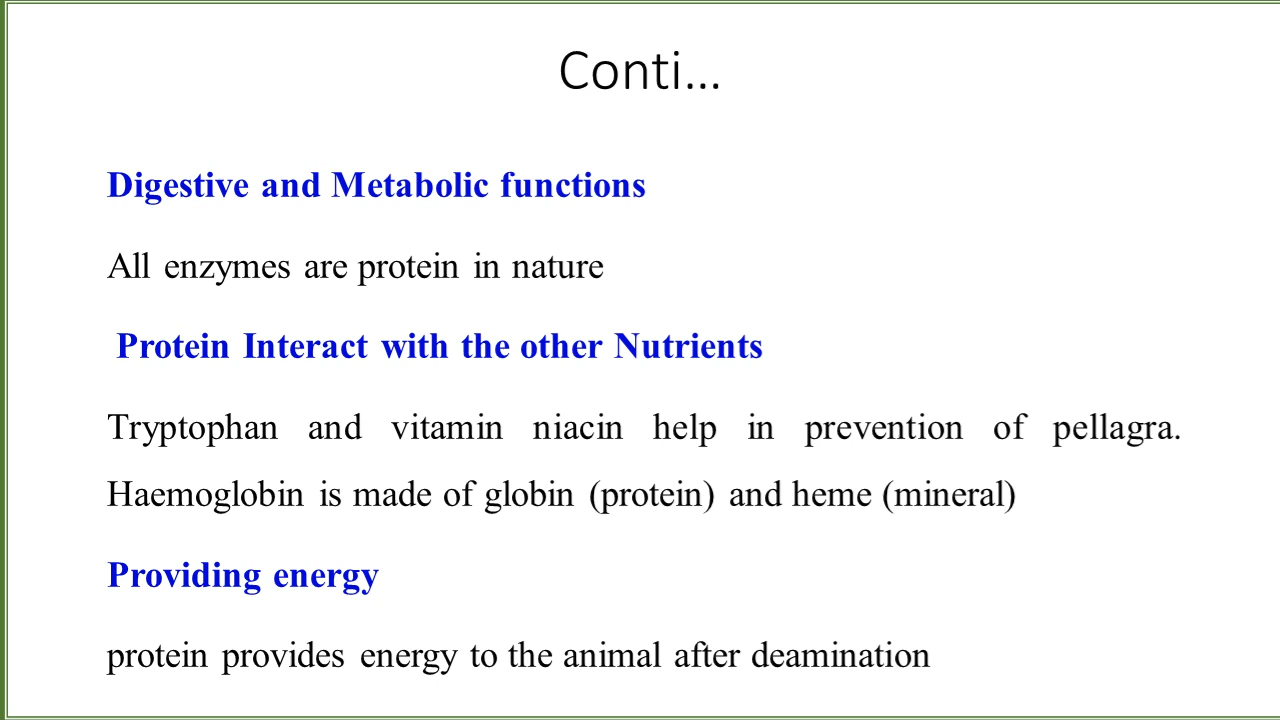 Conti…
Digestive and Metabolic functions
All enzymes are protein in nature
Protein Interact with the other Nutrients
Tryptophan and vitamin niacin help in prevention of pellagra.
Haemoglobin is made of globin (protein) and heme (mineral)
Providing energy
protein provides energy to the animal after deamination